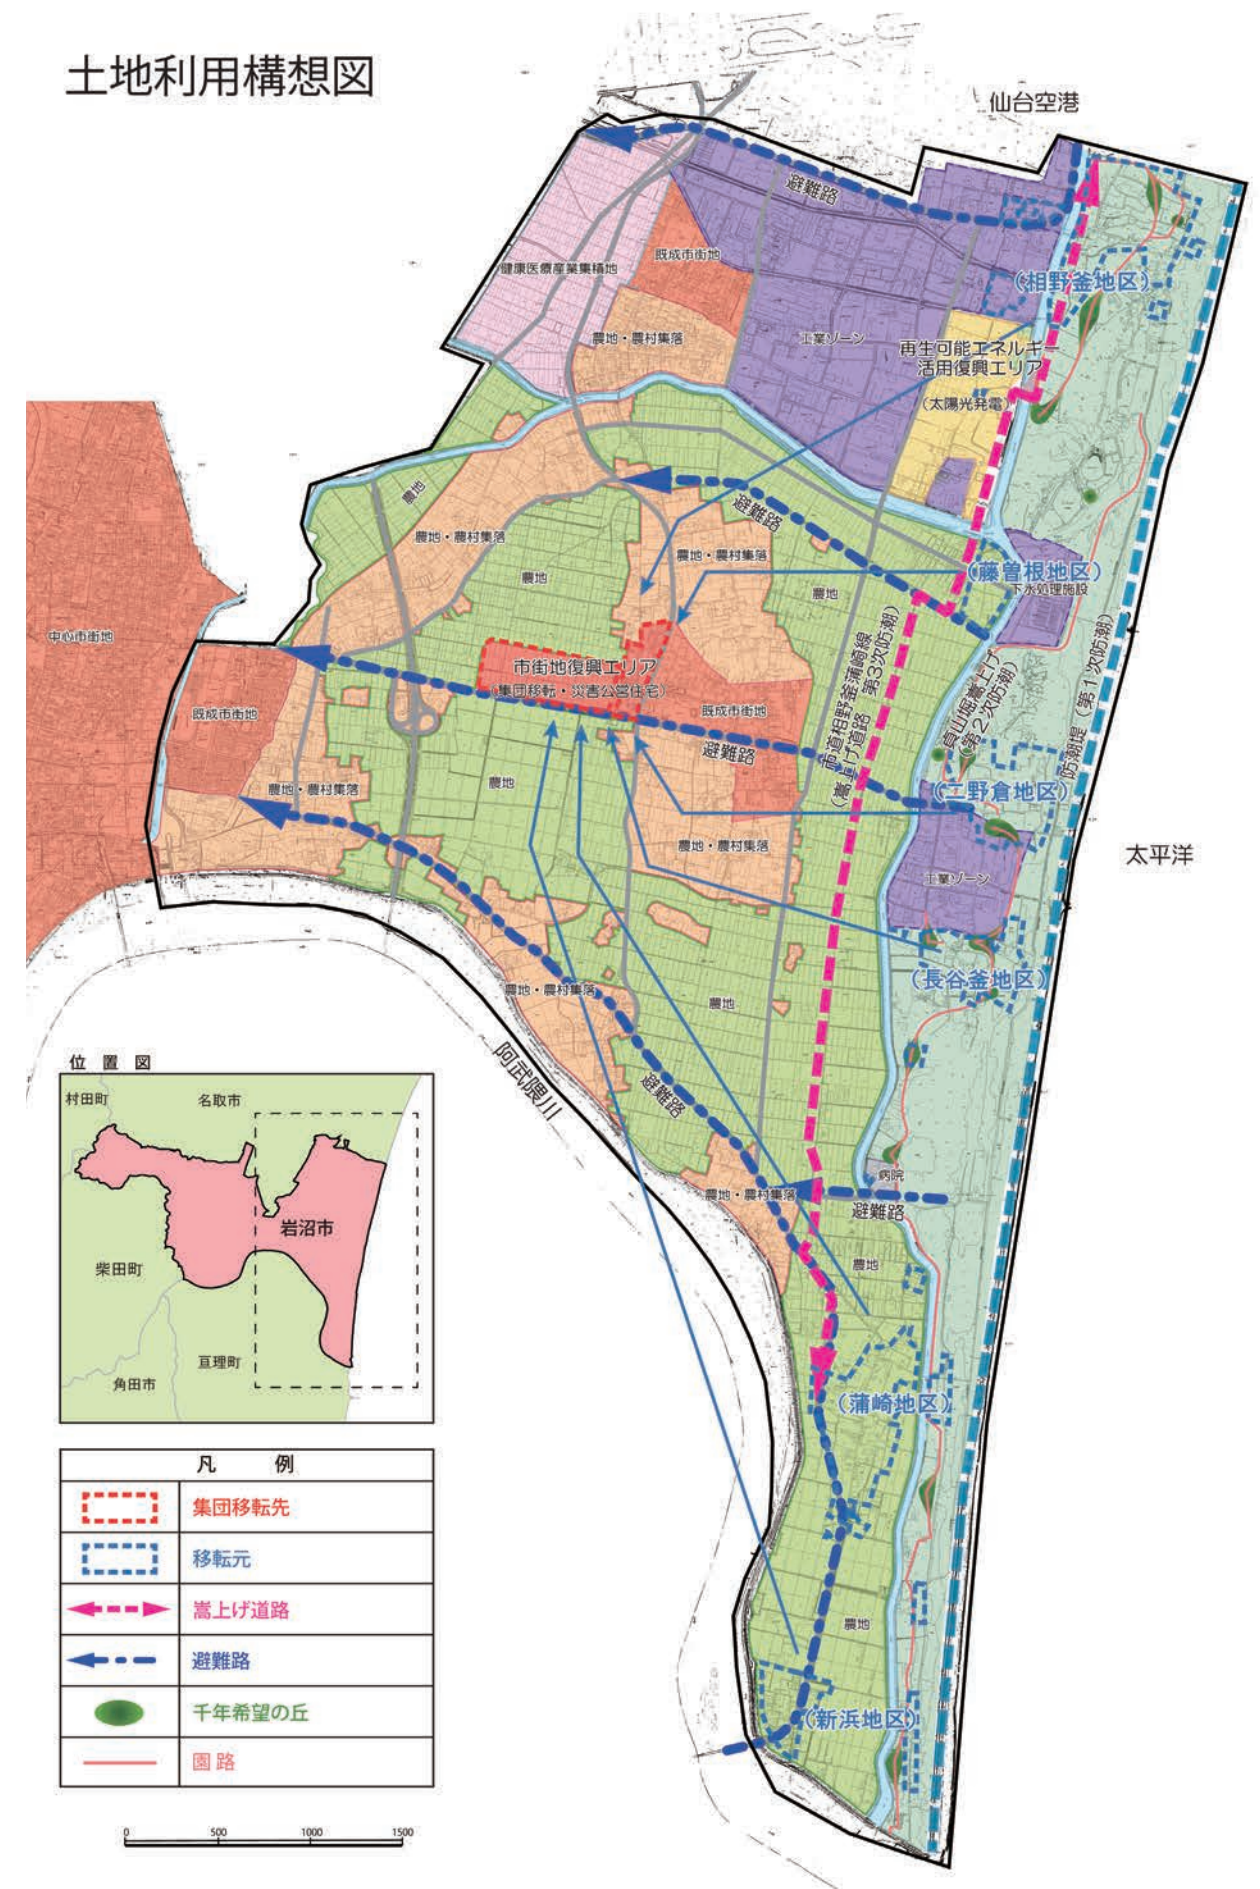 土地利用構想図
仙台空港
避難路
既成市街地
健康医療産業集積地
(相野釜地区)
農地・農村集落
工業ゾーン
再生可能エネルギー
活用復興エリア
(太陽光発電)
農地
避難路
農地・農村集落
農地・農村集落
農地
(藤曽根地区)
下水処理施設
農地
中心市街地
市街地復興エリア
(集団移転・災害公営住宅)
市道相野釜蒲崎線
(嵩上げ道路 第3次防潮)
貞山堀嵩上げ
(第2次防潮)
防潮堤(第1次防潮)
既成市街地
既成市街地
避難路
農地
農地・農村集落
(二野倉地区)
農地・農村集落
太平洋
工業ゾーン
(長谷釜地区)
農地・農村集落
農地
阿武隈川
避難路
病院
農地・農村集落
避難路
農地
(蒲崎地区)
農地
(新浜地区)
位置図
村田町
名取市
岩沼市
柴田町
亘理町
角田市
凡例
集団移転先
移転元
嵩上げ道路
避難路
千年希望の丘
園路
0 500 1000 1500